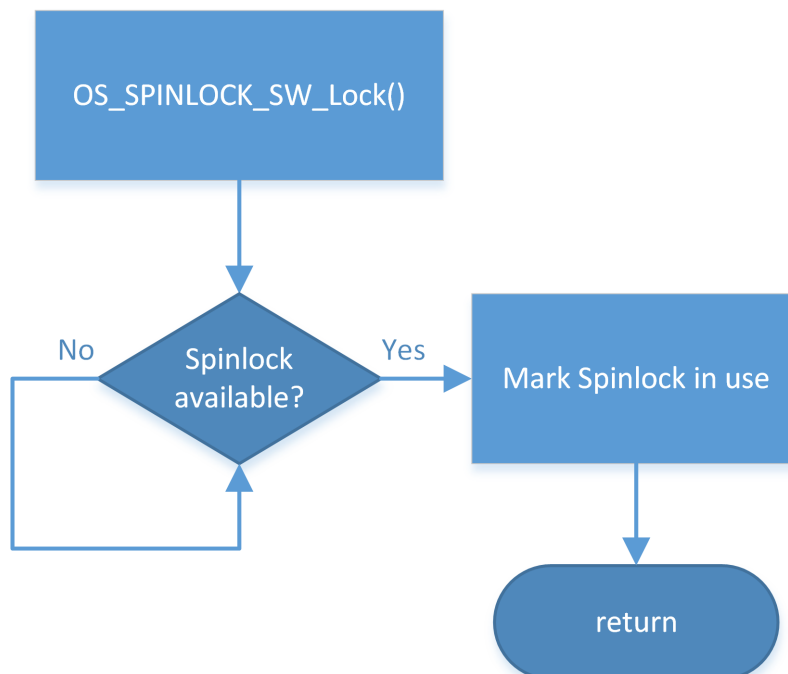 OS_SPINLOCK_SW_Lock()
No
Spinlock
available?
Yes
Mark Spinlock in use
return